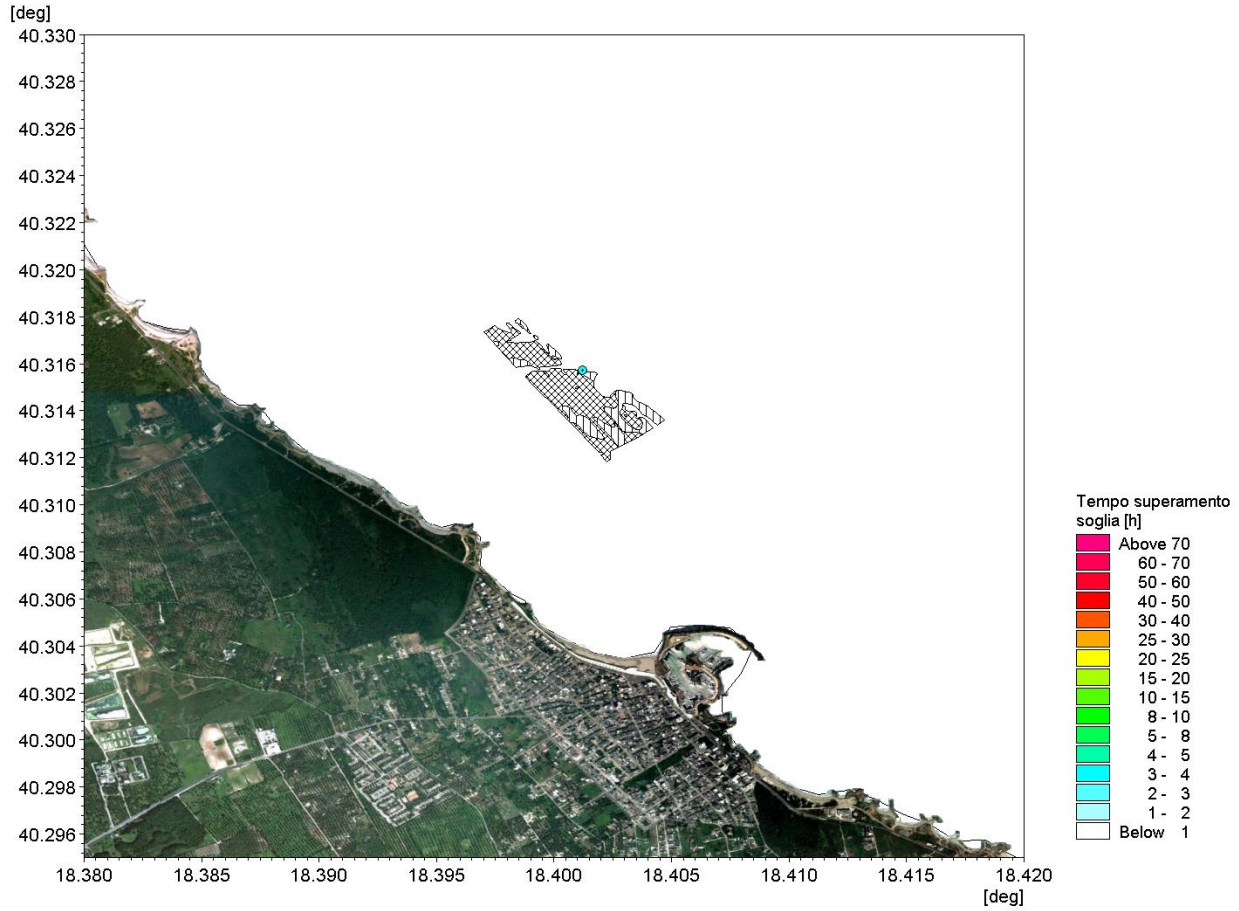 [deg]
40.330
40.328
40.326
40.324
40.322
40.320
40.318
40.316
40.314
40.312
40.310
40.308
40.306
40.304
40.302
40.300
40.298
40.296
18.380 18.385 18.390 18.395 18.400 18.405 18.410 18.415 18.420
[deg]
Tempo superamento
soglia [h]
Above 70
60 - 70
50 - 60
40 - 50
30 - 40
25 - 30
20 - 25
15 - 20
10 - 15
8 - 10
5 - 8
4 - 5
3 - 4
2 - 3
1 - 2
Below 1